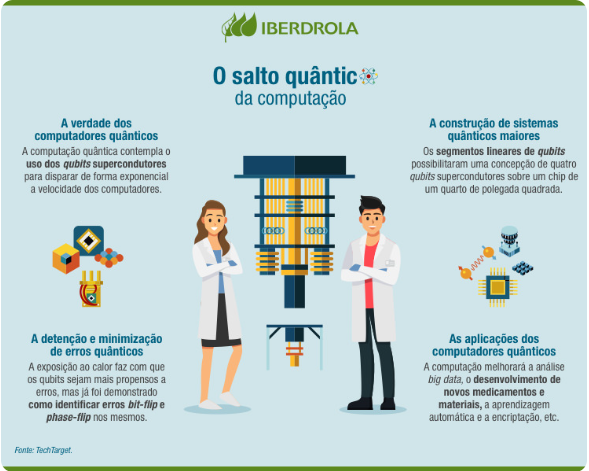 IBERDROLA
O salto quântic
da computação
A verdade dos
computadores quânticos
A computação quântica contempla o
uso dos qubits supercondutores
para disparar de forma exponencial
a velocidade dos computadores.
A construção de sistemas
quânticos maiores
Os segmentos lineares de qubits
possibilitaram uma concepção de quatro
qubits supercondutores sobre um chip de
um quarto de polegada quadrada.
A detenção e minimização
de erros quânticos
A exposição ao calor faz com que
os qubits sejam mais propensos a
erros, mas já foi demonstrado
como identificar erros bit-flip e
phase-flip nos mesmos.
As aplicações dos
computadores quânticos
A computação melhorará a análise
big data, o desenvolvimento de
novos medicamentos e
materiais, a aprendizagem
automática e a encriptação, etc.
Fonte: TechTarget.